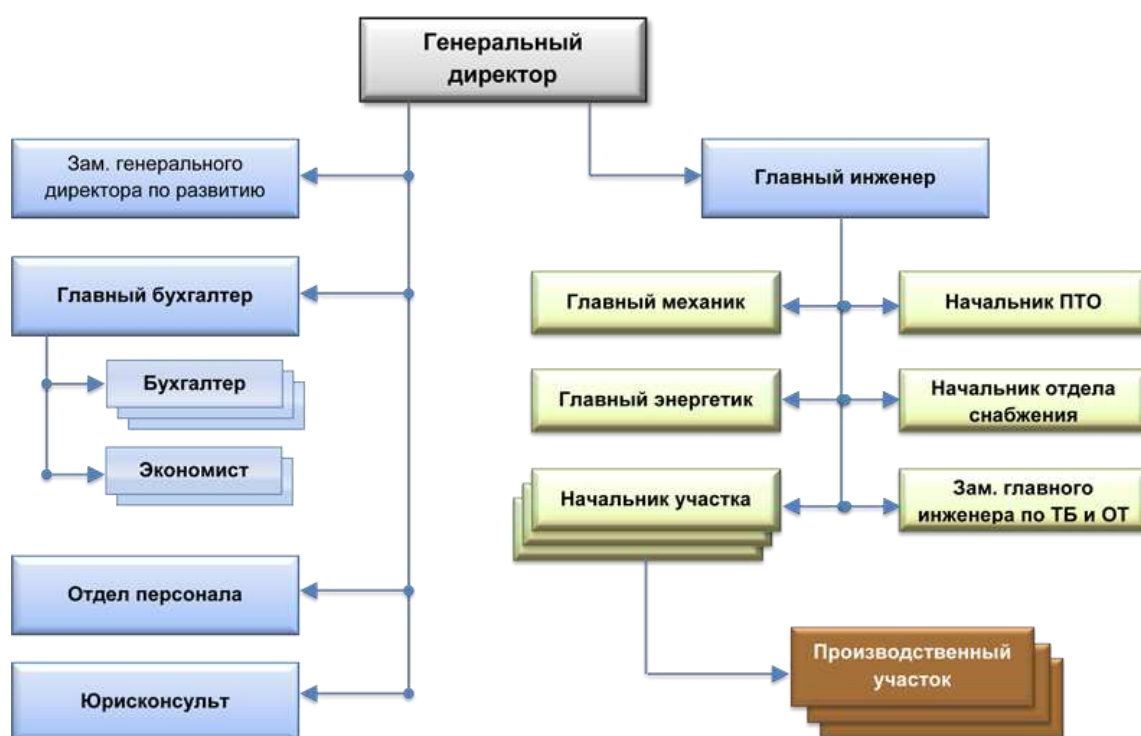 Генеральный
директор
Зам. генерального
директора по развитию
Главный инженер
Главный бухгалтер
Главный механик
Начальник ПТО
Бухгалтер
Главный энергетик
Начальник отдела
снабжения
Экономист
Начальник участка
Зам. главного
инженера по ТБ и ОТ
Отдел персонала
Производственный
участок
Юрисконсульт